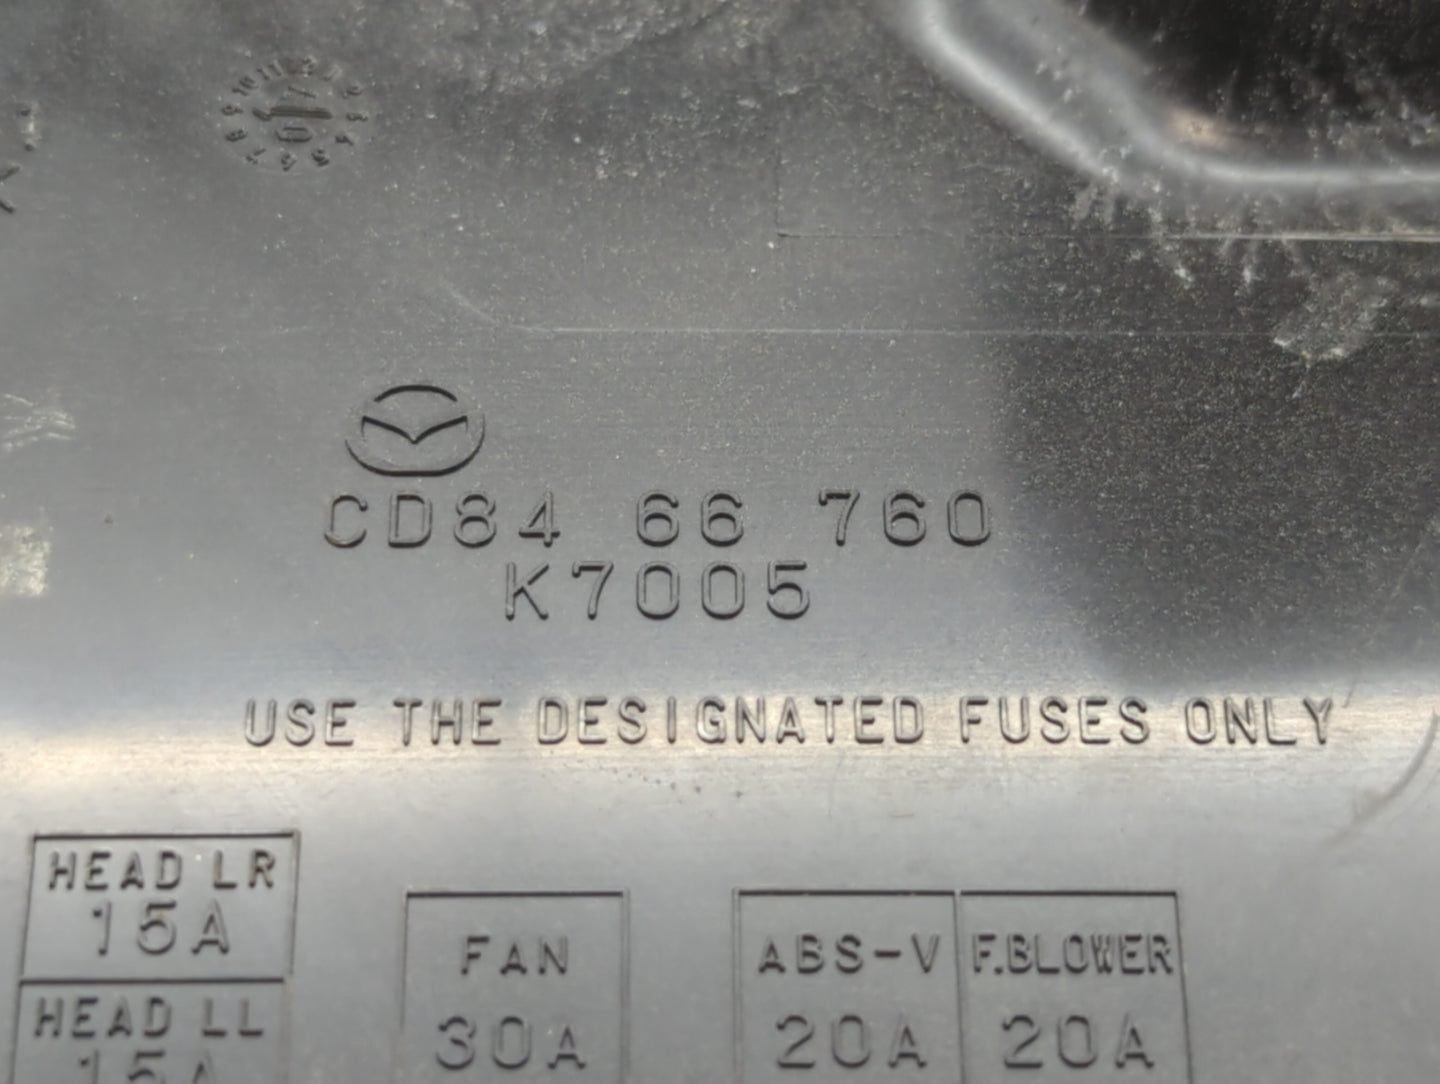 CD84 66 760
K7005
USE THE DESIGNATED FUSES ONLY
HEAD LR
15A
HEAD LL
15A
FAN
30A
ABS-V
20A
F.BLOWER
20A